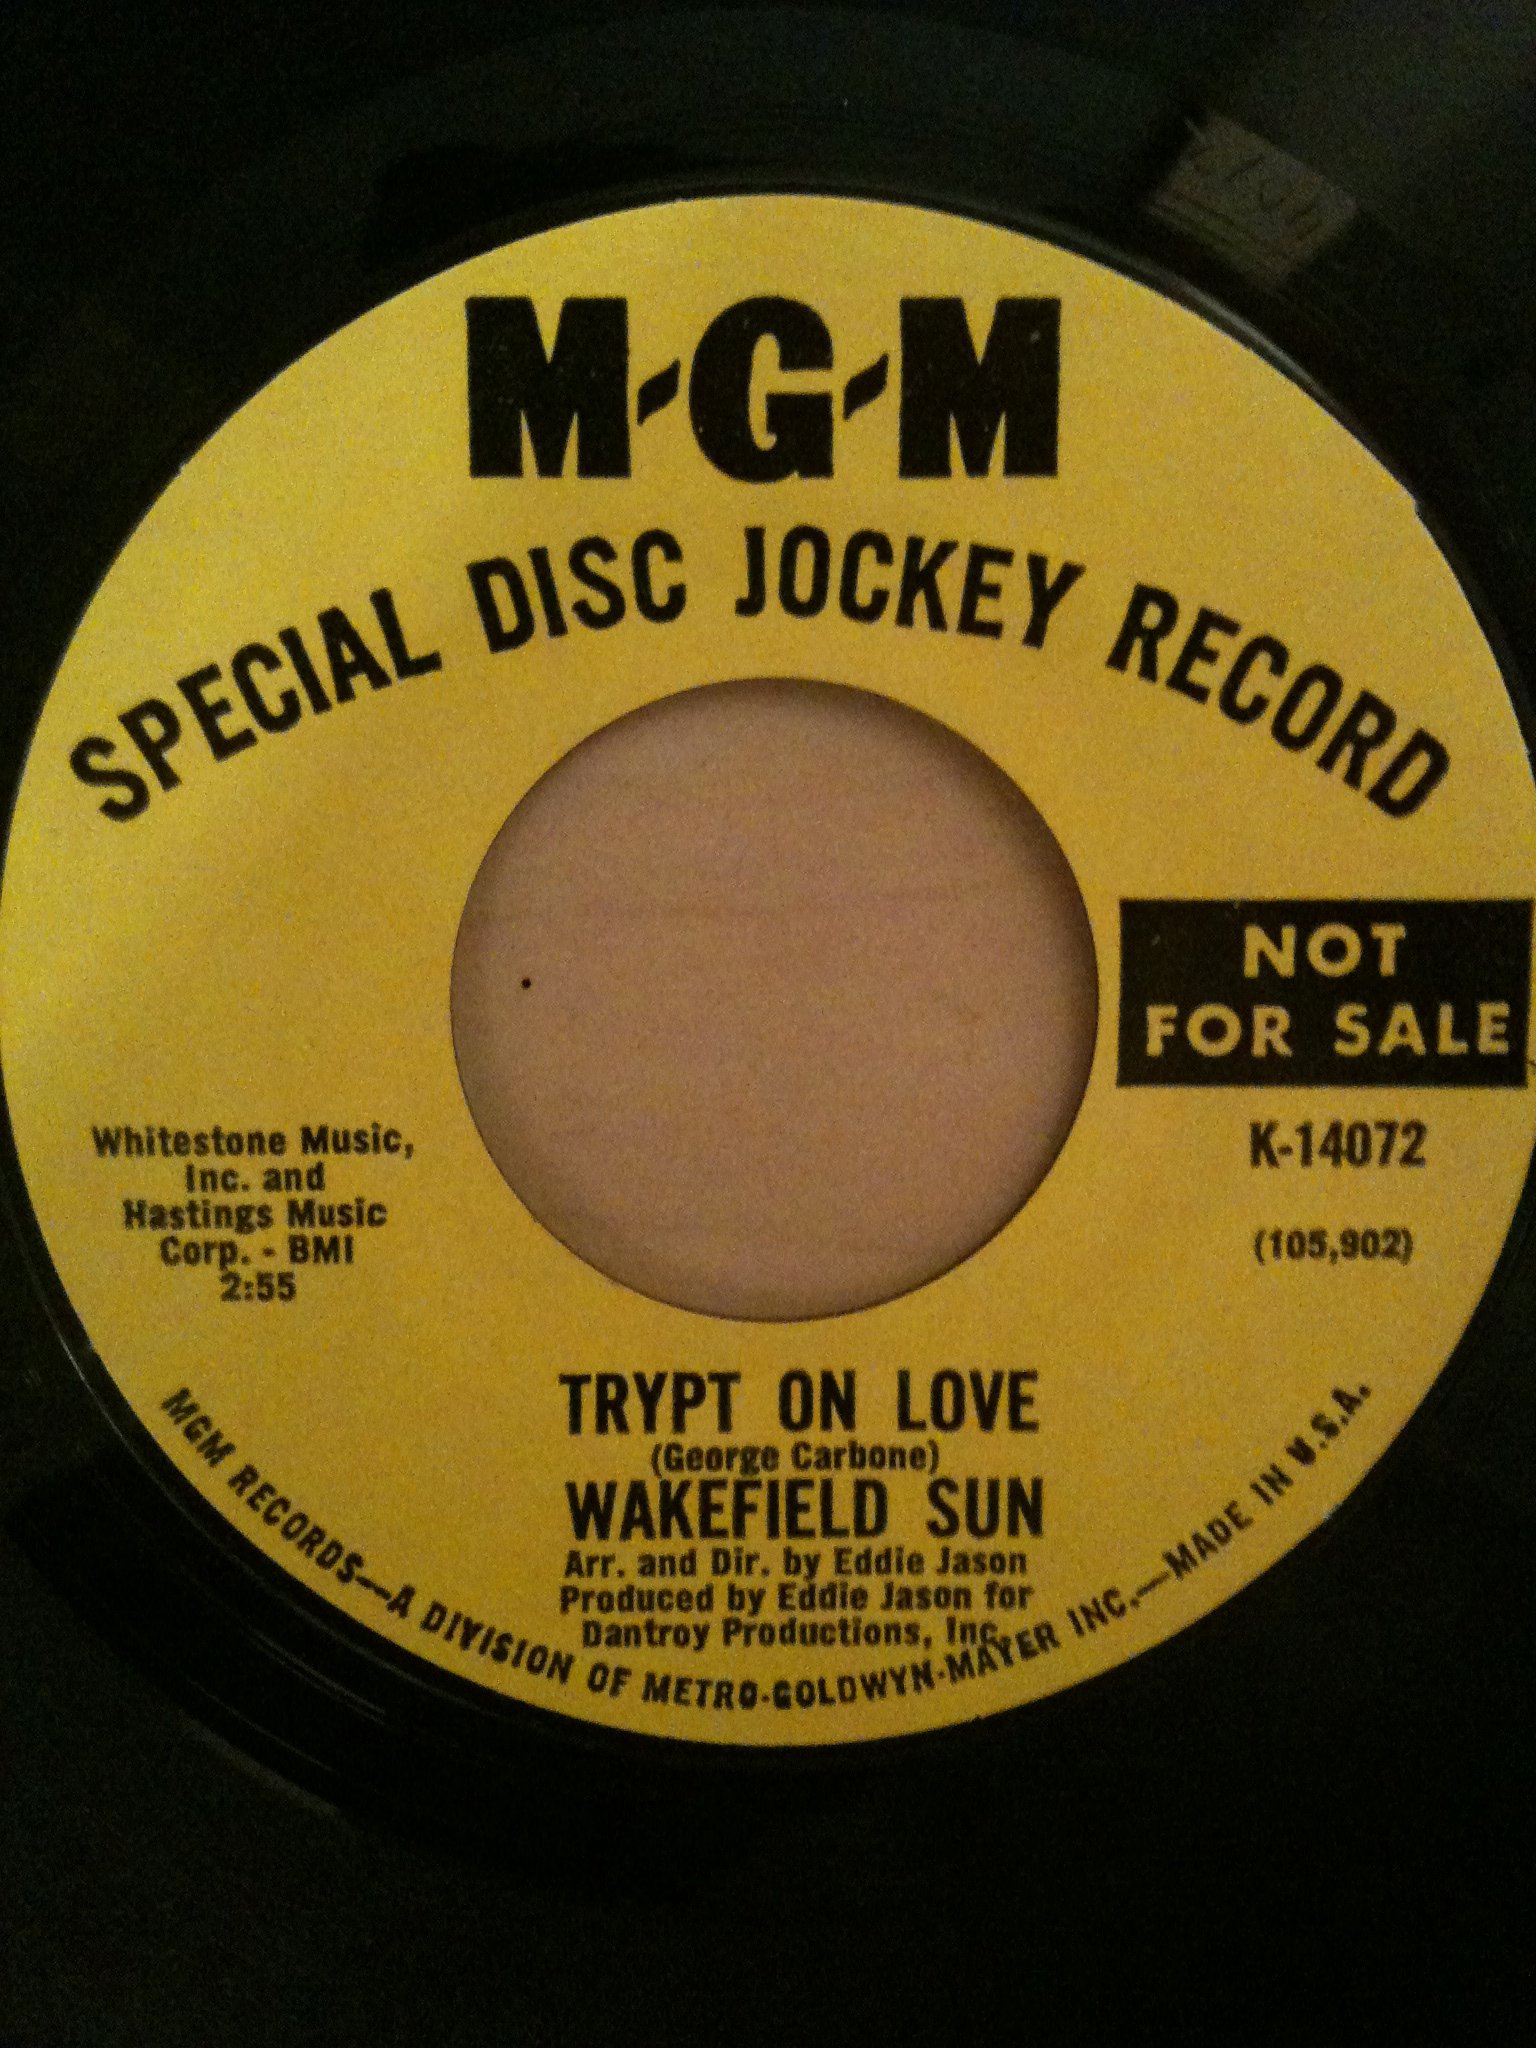 M-G-M
SPECIAL DISC JOCKEY RECORD
NOT
FOR SALE
K-14072
(105,902)
Whitestone Music,
Inc. and
Hastings Music
Corp. - BMI
2:55
TRYPT ON LOVE
(George Carbone)
WAKEFIELD SUN
Arr. and Dir. by Eddie Jason
Produced by Eddie Jason for
Dantroy Productions, Inc.
MGM RECORDS—A DIVISION OF METRO-GOLDWYN-MAYER INC.—MADE IN U.S.A.